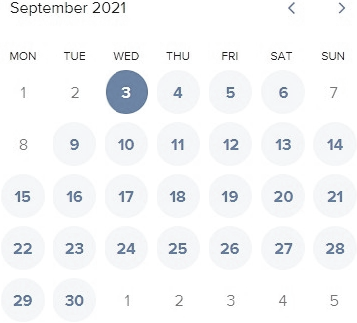 September 2021
MON TUE WED THU FRI SAT SUN
1 2 3 4 5 6 7
8 9 10 11 12 13 14
15 16 17 18 19 20 21
22 23 24 25 26 27 28
29 30 1 2 3 4 5